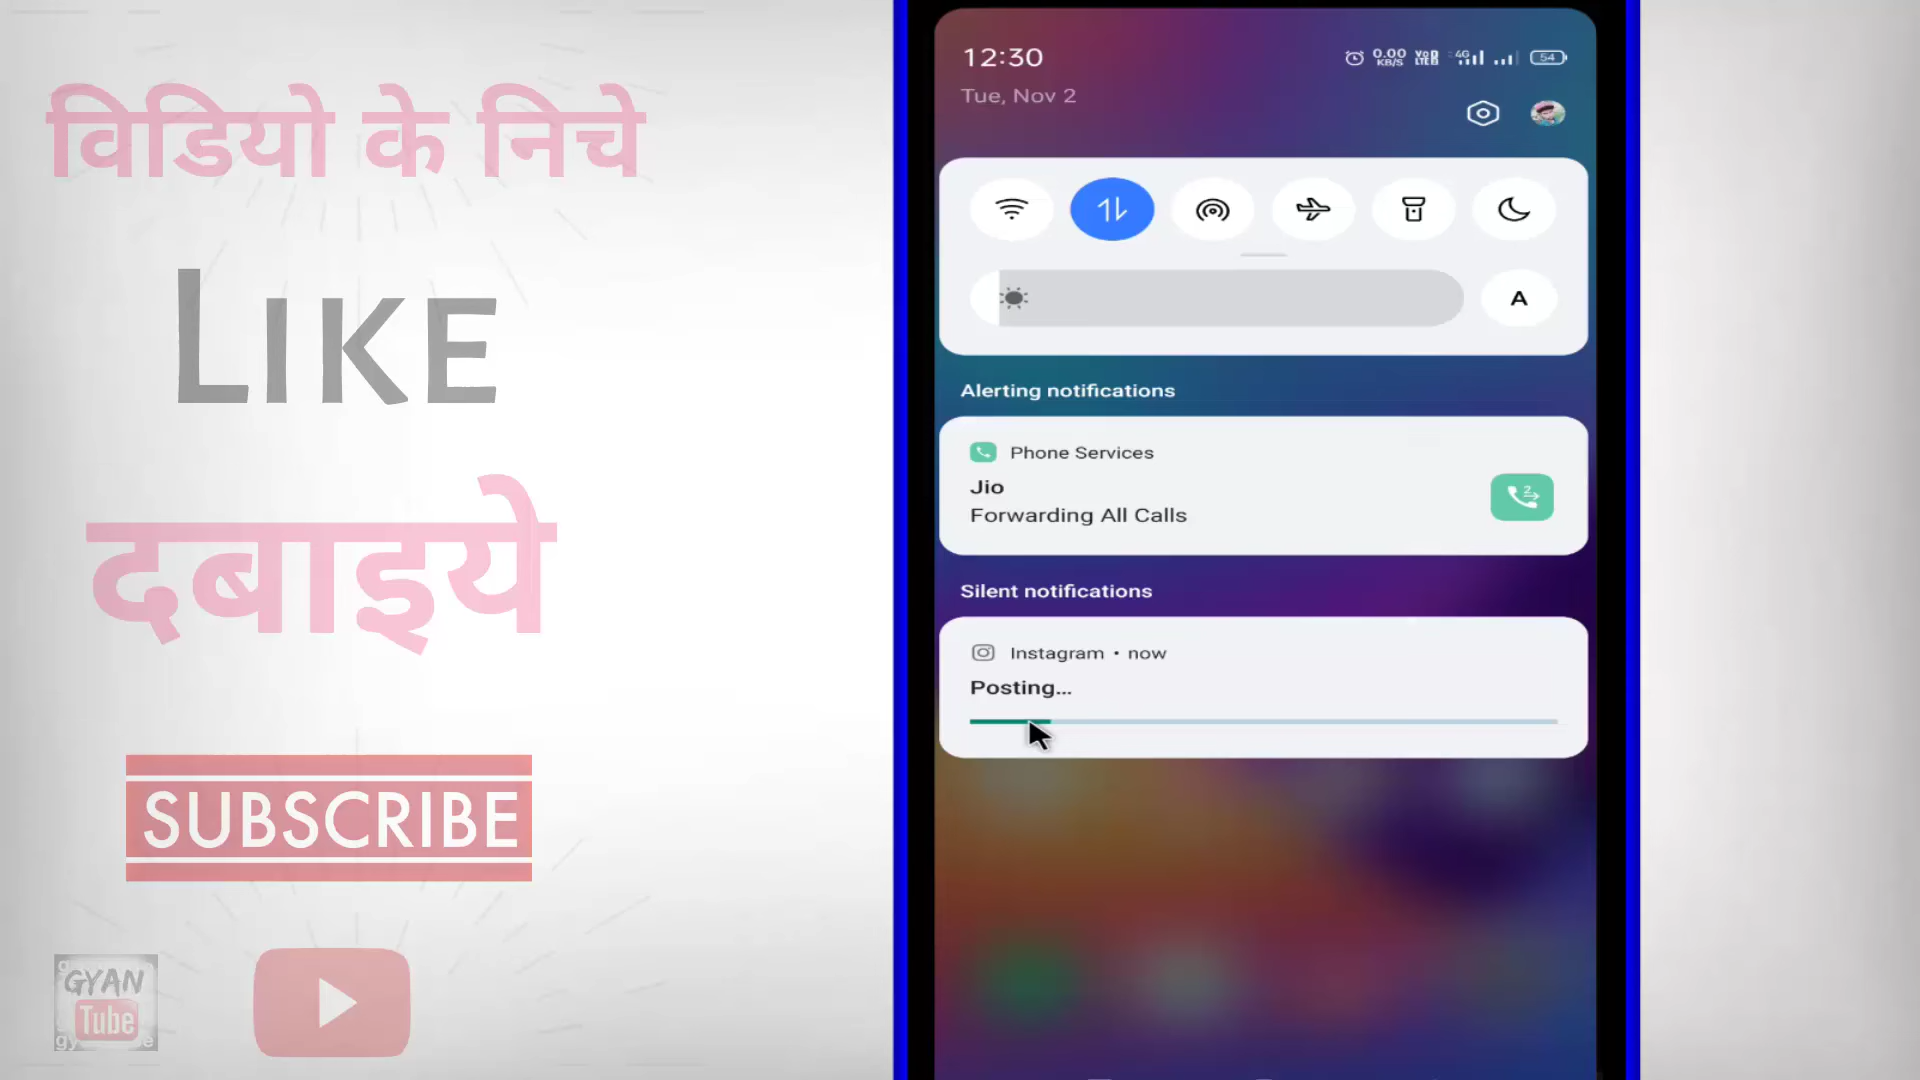 विडियो के निचे
LIKE
दबाइये
SUBSCRIBE
GYAN
Tube
12:30
0.00
KB/S
4G
54
Tue, Nov 2
A
Alerting notifications
Phone Services
Jio
Forwarding All Calls
Silent notifications
Instagram • now
Posting...